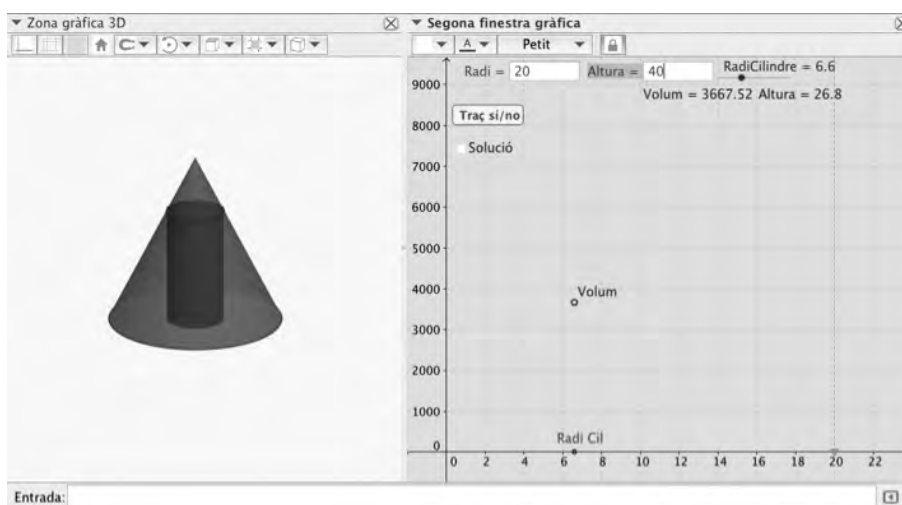 Zona gràfica 3D
Segona finestra gràfica
A
Petit
Radi = 20
Altura = 40
RadiCilindre = 6.6
Volum = 3667.52 Altura = 26.8
Traç si/no
Solució
9000
8000
7000
6000
5000
4000
3000
2000
1000
0
Volum
Radi Cil
0 2 4 6 8 10 12 14 16 18 20 22
Entrada: